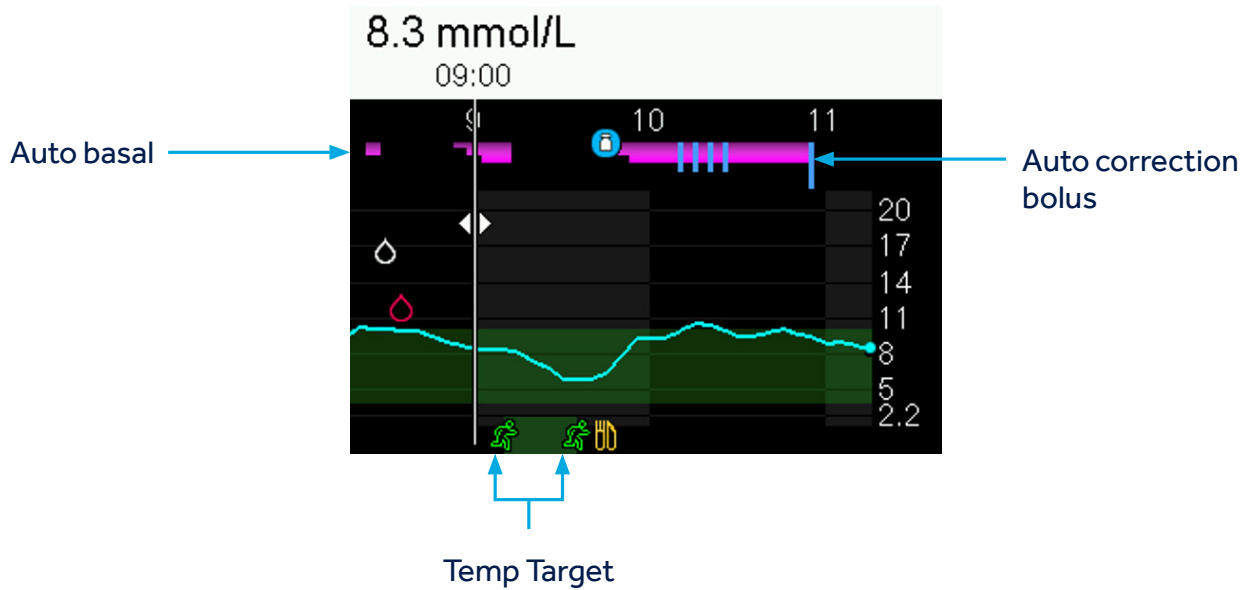 8.3 mmol/L
09:00
9 10 11
Auto basal
Auto correction
bolus
20
17
14
11
8
5
2.2
Temp Target